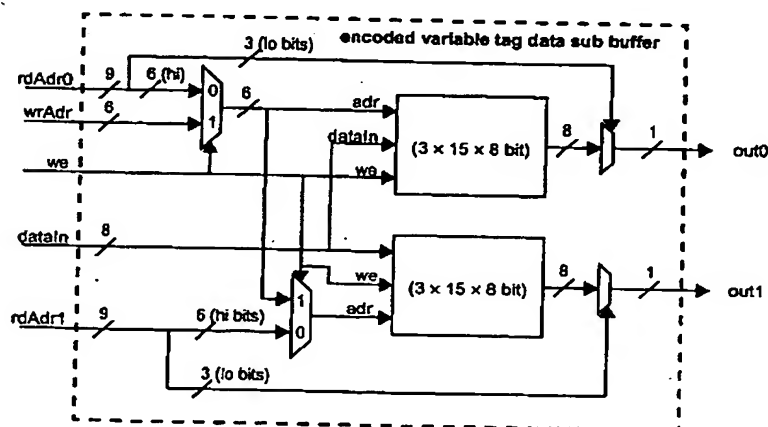 3 (lo bits)
encoded variable tag data sub buffer
rdAdr0
9
6 (hi)
0
6
adr
wrAdr
6
1
dataIn
(3 × 15 × 8 bit)
8
1
out0
we
we
dataIn
8
we
(3 × 15 × 8 bit)
8
1
out1
1
adr
rdAdr1
9
6 (hi bits)
0
3 (lo bits)